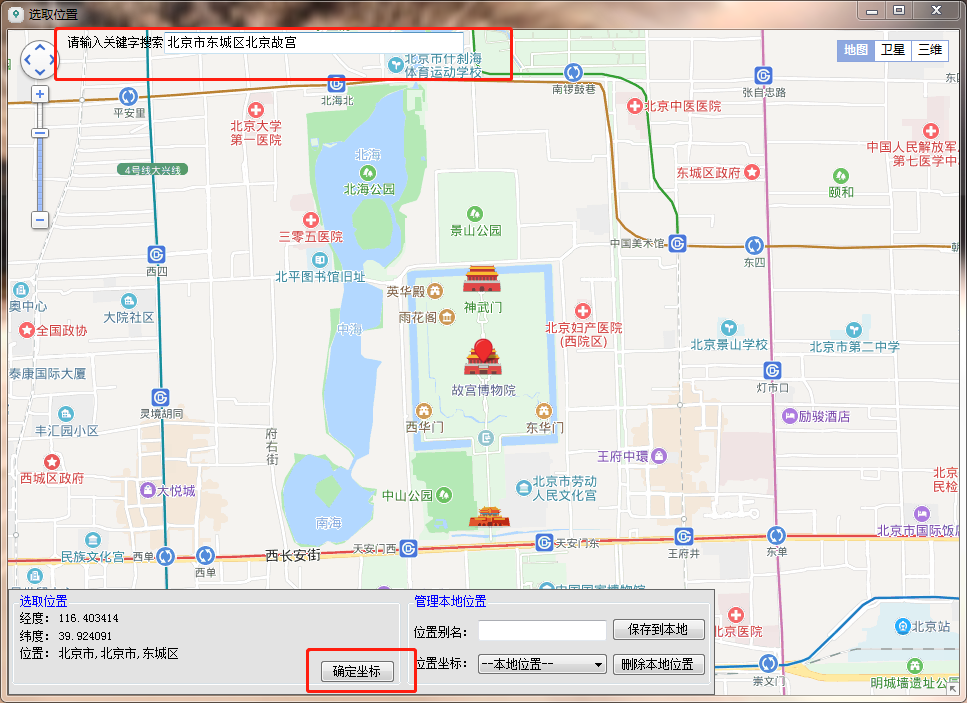 选取位置
请输入关键字搜索 北京市东城区北京故宫
地图 卫星 三维
北京市什刹海
体育运动学校
南锣鼓巷
张自忠路
平安里
北海北
北京大学
第一医院
北京中医医院
中国人民解放军
第七医学中
4号线大兴线
北海
北海公园
东城区政府
颐和
景山公园
三零五医院
中国美术馆
东四
西四
北平图书馆旧址
英华殿
神武门
雨花阁
奥中心
大院社区
全国政协
中海
北京妇产医院
(西院区)
北京景山学校
北京市第二中学
泰康国际大厦
故宫博物院
灯市口
灵境胡同
丰汇园小区
西华门
东华门
励骏酒店
府右街
王府中環
西城区政府
大悦城
中山公园
北京市劳动
人民文化宫
北京
民检
南海
北京市国际饭店
民族文化宫
西单
西单
西长安街
天安门西
天安门东
王府井
东单
选取位置
经度: 116.403414
纬度: 39.924091
位置: 北京市,北京市,东城区
确定坐标
管理本地位置
位置别名:
保存到本地
位置坐标:
--本地位置--
删除本地位置
北京医院
北京站
崇文门
明城墙遗址公